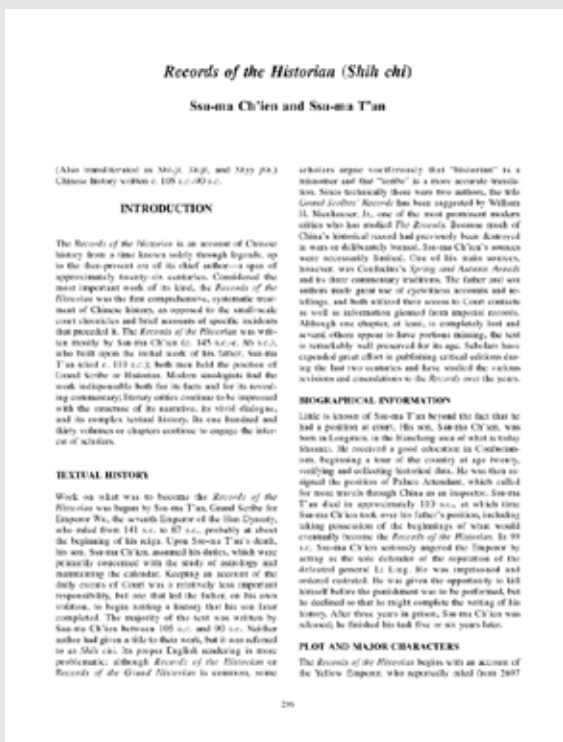 Records of the Historian (Shih chi)
Ssu-ma Ch'ien and Ssu-ma T'an
(Also transliterated as Shi-ji, Shiji, and
Chinese history written c. 105 B.C.-90 B.C.
INTRODUCTION
The Records of the Historian is an account of Chinese
history from a time known solely through legends, up
to the then-present era of its chief author—a span of
approximately twenty-six centuries. Considered the
most important work of its kind, the Records of the
Historian was the first comprehensive, systematic treat-
ment of Chinese history, as opposed to the small-scale
court chronicles and brief accounts of specific incidents
that preceded it. The Records of the Historian was writ-
ten mostly by Ssu-ma Ch'ien (c. 145 B.C.-c. 86 B.C.),
who built upon the initial work of his father, Ssu-ma
T'an (died c. 110 B.C.); both men held the position of
Grand Scribe or Historian. Modern sinologists find the
work indispensable both for its facts and for its reveal-
ing commentary; literary critics continue to be impressed
with the structure of its narrative, its vivid dialogue,
and its complex textual history. Its one hundred and
thirty volumes or chapters continue to engage the inter-
est of scholars.
TEXTUAL HISTORY
Work on what was to become the Records of the
Historian was begun by Ssu-ma T'an, Grand Scribe for
Emperor Wu, the seventh Emperor of the Han Dynasty,
who ruled from 141 B.C. to 87 B.C., probably at about
the beginning of his reign. Upon Ssu-ma T'an's death,
his son, Ssu-ma Ch'ien, assumed his duties, which were
primarily concerned with the study of astrology and
maintaining the calendar. Keeping an account of the
daily events of Court was a relatively less important
responsibility, but one that led the father, on his own
volition, to begin writing a history that his son later
completed. The majority of the text was written by
Ssu-ma Ch'ien between 105 B.C. and 90 B.C. Neither
author had given a title to their work, but it was referred
to as Shih chi. Its proper English rendering is more
problematic: although Records of the Historian or
Records of the Grand Historian is common, some
scholars argue vociferously that "historian" is a
misnomer and that "scribe" is a more accurate transla-
tion. Since technically there were two authors, the title
Grand Scribes' Records has been suggested by William
H. Nienhauser, Jr., one of the most prominent modern
critics who has studied The Records. Because much of
China's historical record had previously been destroyed
in wars or deliberately burned, Ssu-ma Ch'ien's sources
were necessarily limited. One of his main sources,
however, was Confucius's Spring and Autumn Annals
and its three commentary traditions. The father and son
authors made great use of eyewitness accounts and re-
tellings, and both utilized their access to Court contacts
as well as information gleaned from imperial records.
Although one chapter, at least, is completely lost and
several others appear to have portions missing, the text
is remarkably well preserved for its age. Scholars have
expended great effort in publishing critical editions dur-
ing the last two centuries and have studied the various
revisions and emendations to the Records over the years.
BIOGRAPHICAL INFORMATION
Little is known of Ssu-ma T'an beyond the fact that he
had a position at court. His son, Ssu-ma Ch'ien, was
born in Longmen, in the Hancheng area of what is today
Shaanxi. He received a good education in Confucian-
ism, beginning a tour of the country at age twenty,
verifying and collecting historical data. He was then as-
signed the position of Palace Attendant, which called
for more travels through China as an inspector. Ssu-ma
T'an died in approximately 110 B.C., at which time
Ssu-ma Ch'ien took over his father's position, including
taking possession of the beginnings of what would
eventually become the Records of the Historian. In 99
B.C. Ssu-ma Ch'ien seriously angered the Emperor by
acting as the sole defender of the reputation of the
defeated general Li Ling. He was imprisoned and
ordered castrated. He was given the opportunity to kill
himself before the punishment was to be performed, but
he declined so that he might complete the writing of his
history. After three years in prison, Ssu-ma Ch'ien was
released; he finished his task five or six years later.
PLOT AND MAJOR CHARACTERS
The Records of the Historian begins with an account of
the Yellow Emperor, who reportedly ruled from 2697
296